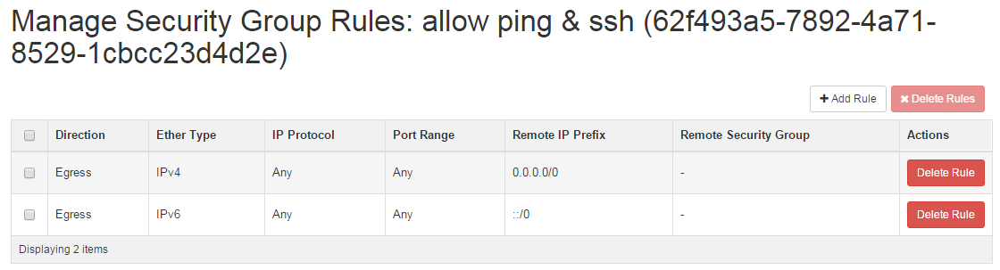 Manage Security Group Rules: allow ping & ssh (62f493a5-7892-4a71-
8529-1cbcc23d4d2e)
+ Add Rule ✖ Delete Rules
Direction Ether Type IP Protocol Port Range Remote IP Prefix Remote Security Group Actions
Egress IPv4 Any Any 0.0.0.0/0 - Delete Rule
Egress IPv6 Any Any ::/0 - Delete Rule
Displaying 2 items